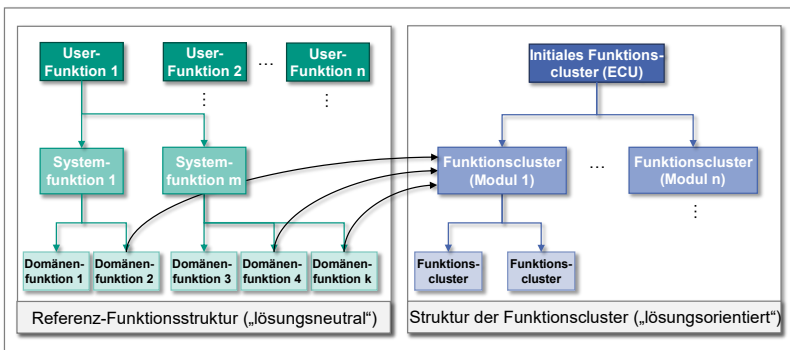 User-
Funktion 1
User-
Funktion 2
...
User-
Funktion n
⋮
⋮
System-
funktion 1
System-
funktion m
Domänen-
funktion 1
Domänen-
funktion 2
Domänen-
funktion 3
Domänen-
funktion 4
Domänen-
funktion k
Referenz-Funktionsstruktur („lösungsneutral“)
Initiales Funktions-
cluster (ECU)
⋮
Funktionscluster
(Modul 1)
...
Funktionscluster
(Modul n)
⋮
Funktions-
cluster
Funktions-
cluster
Struktur der Funktionscluster („lösungsorientiert“)